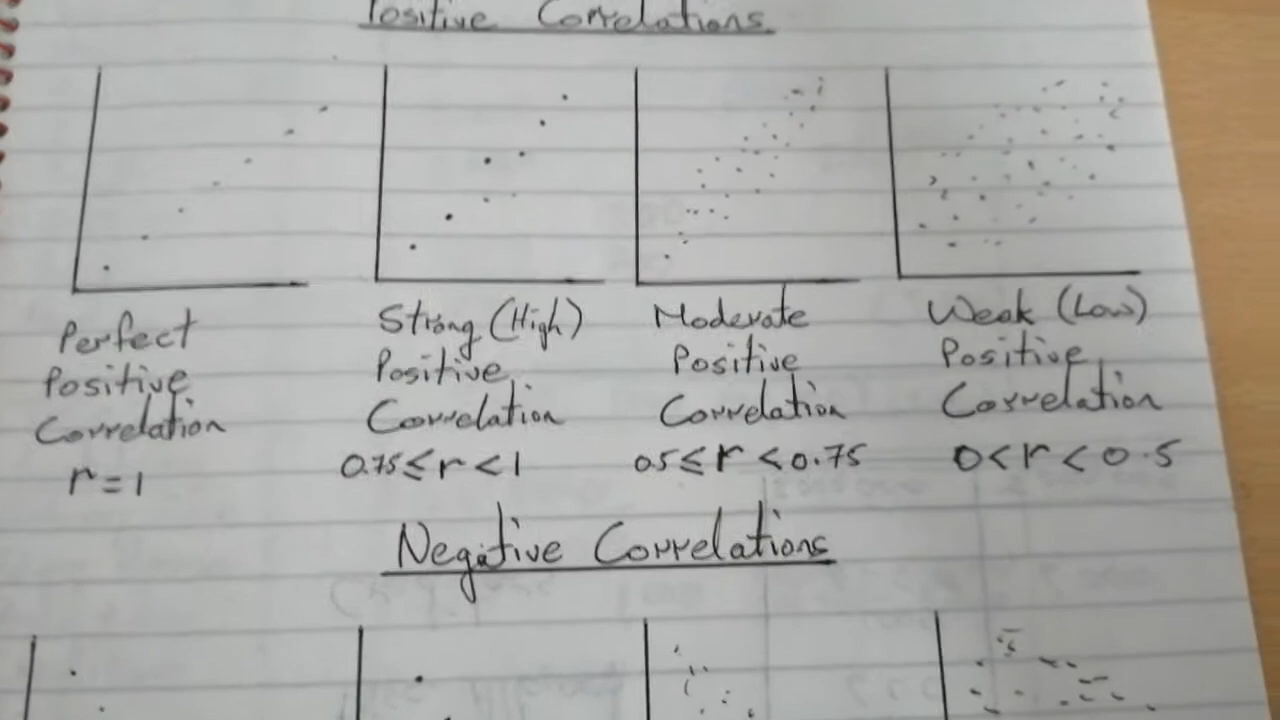 Positive Correlations
Perfect
Positive
Correlation
r = 1
Strong (High)
Positive
Correlation
0.75 ≤ r < 1
Moderate
Positive
Correlation
0.5 ≤ r < 0.75
Weak (Low)
Positive
Correlation
0 < r < 0.5
Negative Correlations